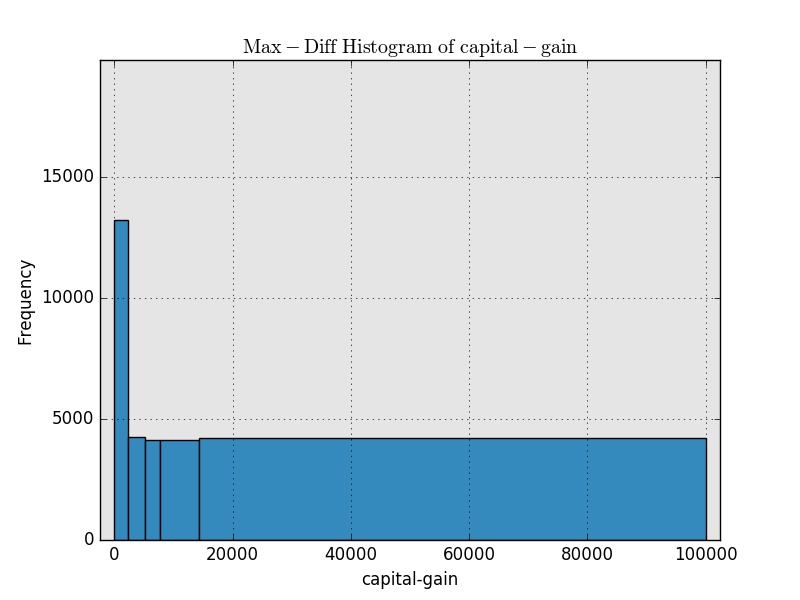 Max − Diff Histogram of capital − gain
15000
10000
5000
0
Frequency
0 20000 40000 60000 80000 100000
capital-gain